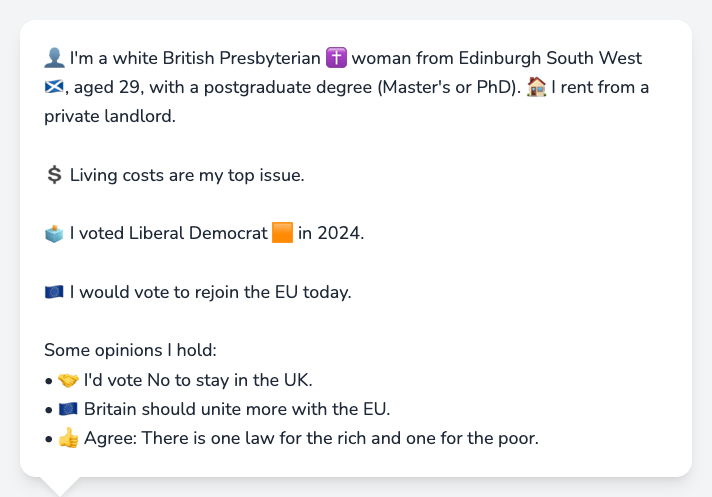 👤 I'm a white British Presbyterian ✝️ woman from Edinburgh South West
🏴󠁧󠁢󠁳󠁣󠁴󠁿, aged 29, with a postgraduate degree (Master's or PhD). 🏠 I rent from a
private landlord.
💲 Living costs are my top issue.
🗳️ I voted Liberal Democrat 🟧 in 2024.
🇪🇺 I would vote to rejoin the EU today.
Some opinions I hold:
• 🤝 I'd vote No to stay in the UK.
• 🇪🇺 Britain should unite more with the EU.
• 👍 Agree: There is one law for the rich and one for the poor.